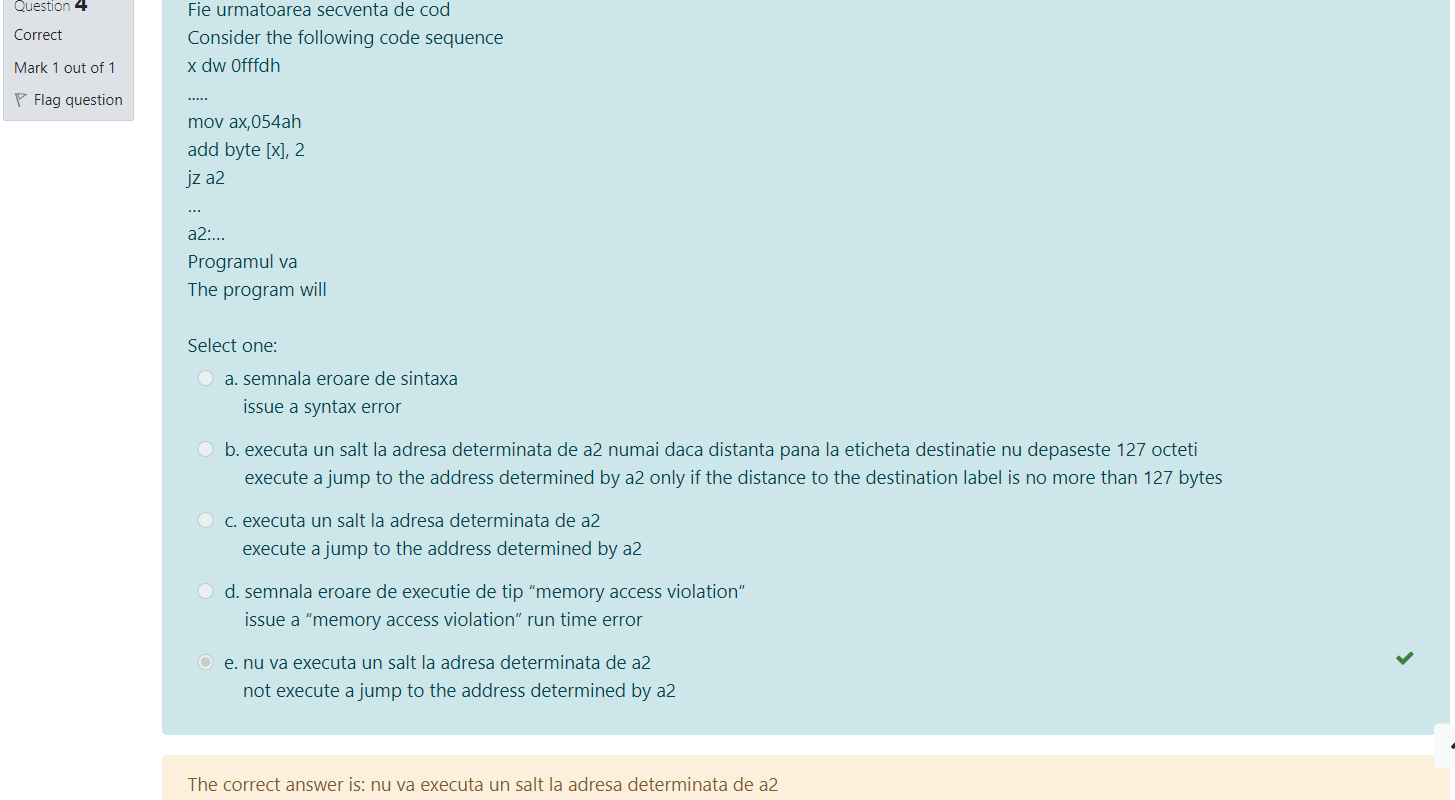 Question 4
Correct
Mark 1 out of 1
Flag question
Fie urmatoarea secventa de cod
Consider the following code sequence
x dw 0fffdh
.....
mov ax,054ah
add byte [x], 2
jz a2
...
a2:...
Programul va
The program will
Select one:
a. semnala eroare de sintaxa
issue a syntax error
b. executa un salt la adresa determinata de a2 numai daca distanta pana la eticheta destinatie nu depaseste 127 octeti
execute a jump to the address determined by a2 only if the distance to the destination label is no more than 127 bytes
c. executa un salt la adresa determinata de a2
execute a jump to the address determined by a2
d. semnala eroare de executie de tip “memory access violation”
issue a “memory access violation” run time error
e. nu va executa un salt la adresa determinata de a2
not execute a jump to the address determined by a2
The correct answer is: nu va executa un salt la adresa determinata de a2